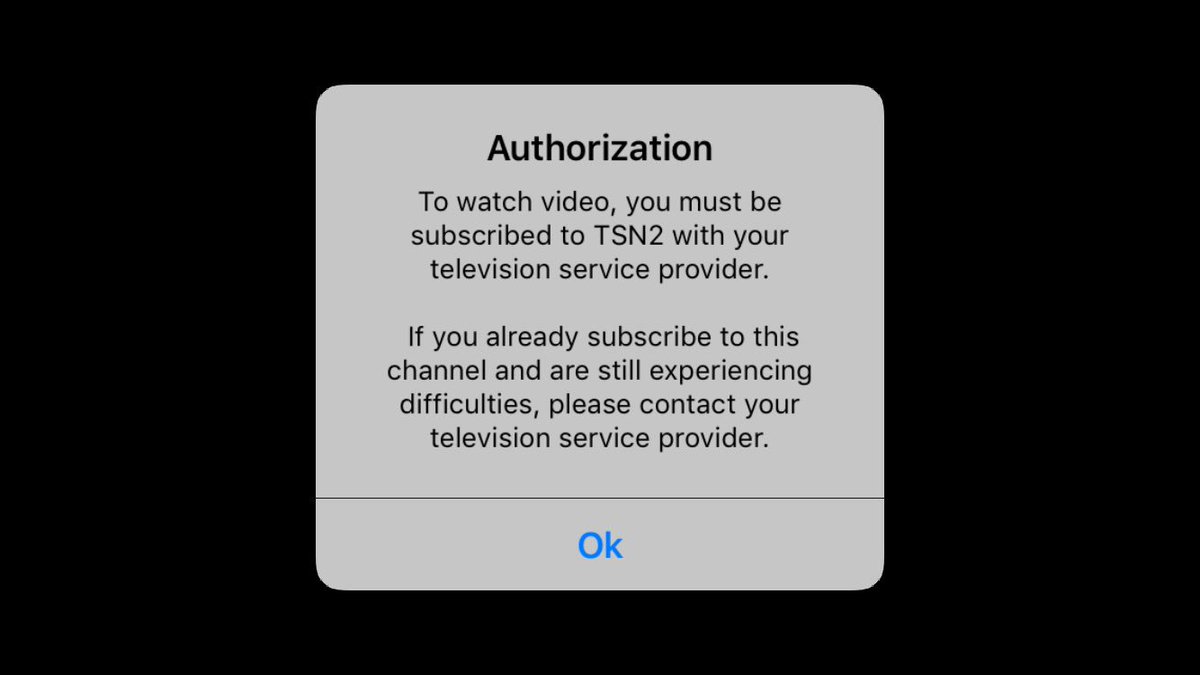 Authorization
To watch video, you must be
subscribed to TSN2 with your
television service provider.
If you already subscribe to this
channel and are still experiencing
difficulties, please contact your
television service provider.
Ok